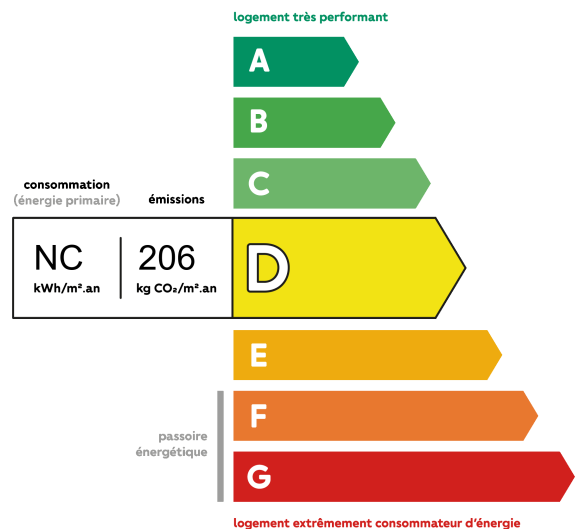 logement très performant
A
B
C
consommation
(énergie primaire)
émissions
NC
206
kWh/m².an
kg CO₂/m².an
D
E
F
passoire
énergétique
G
logement extrêmement consommateur d'énergie